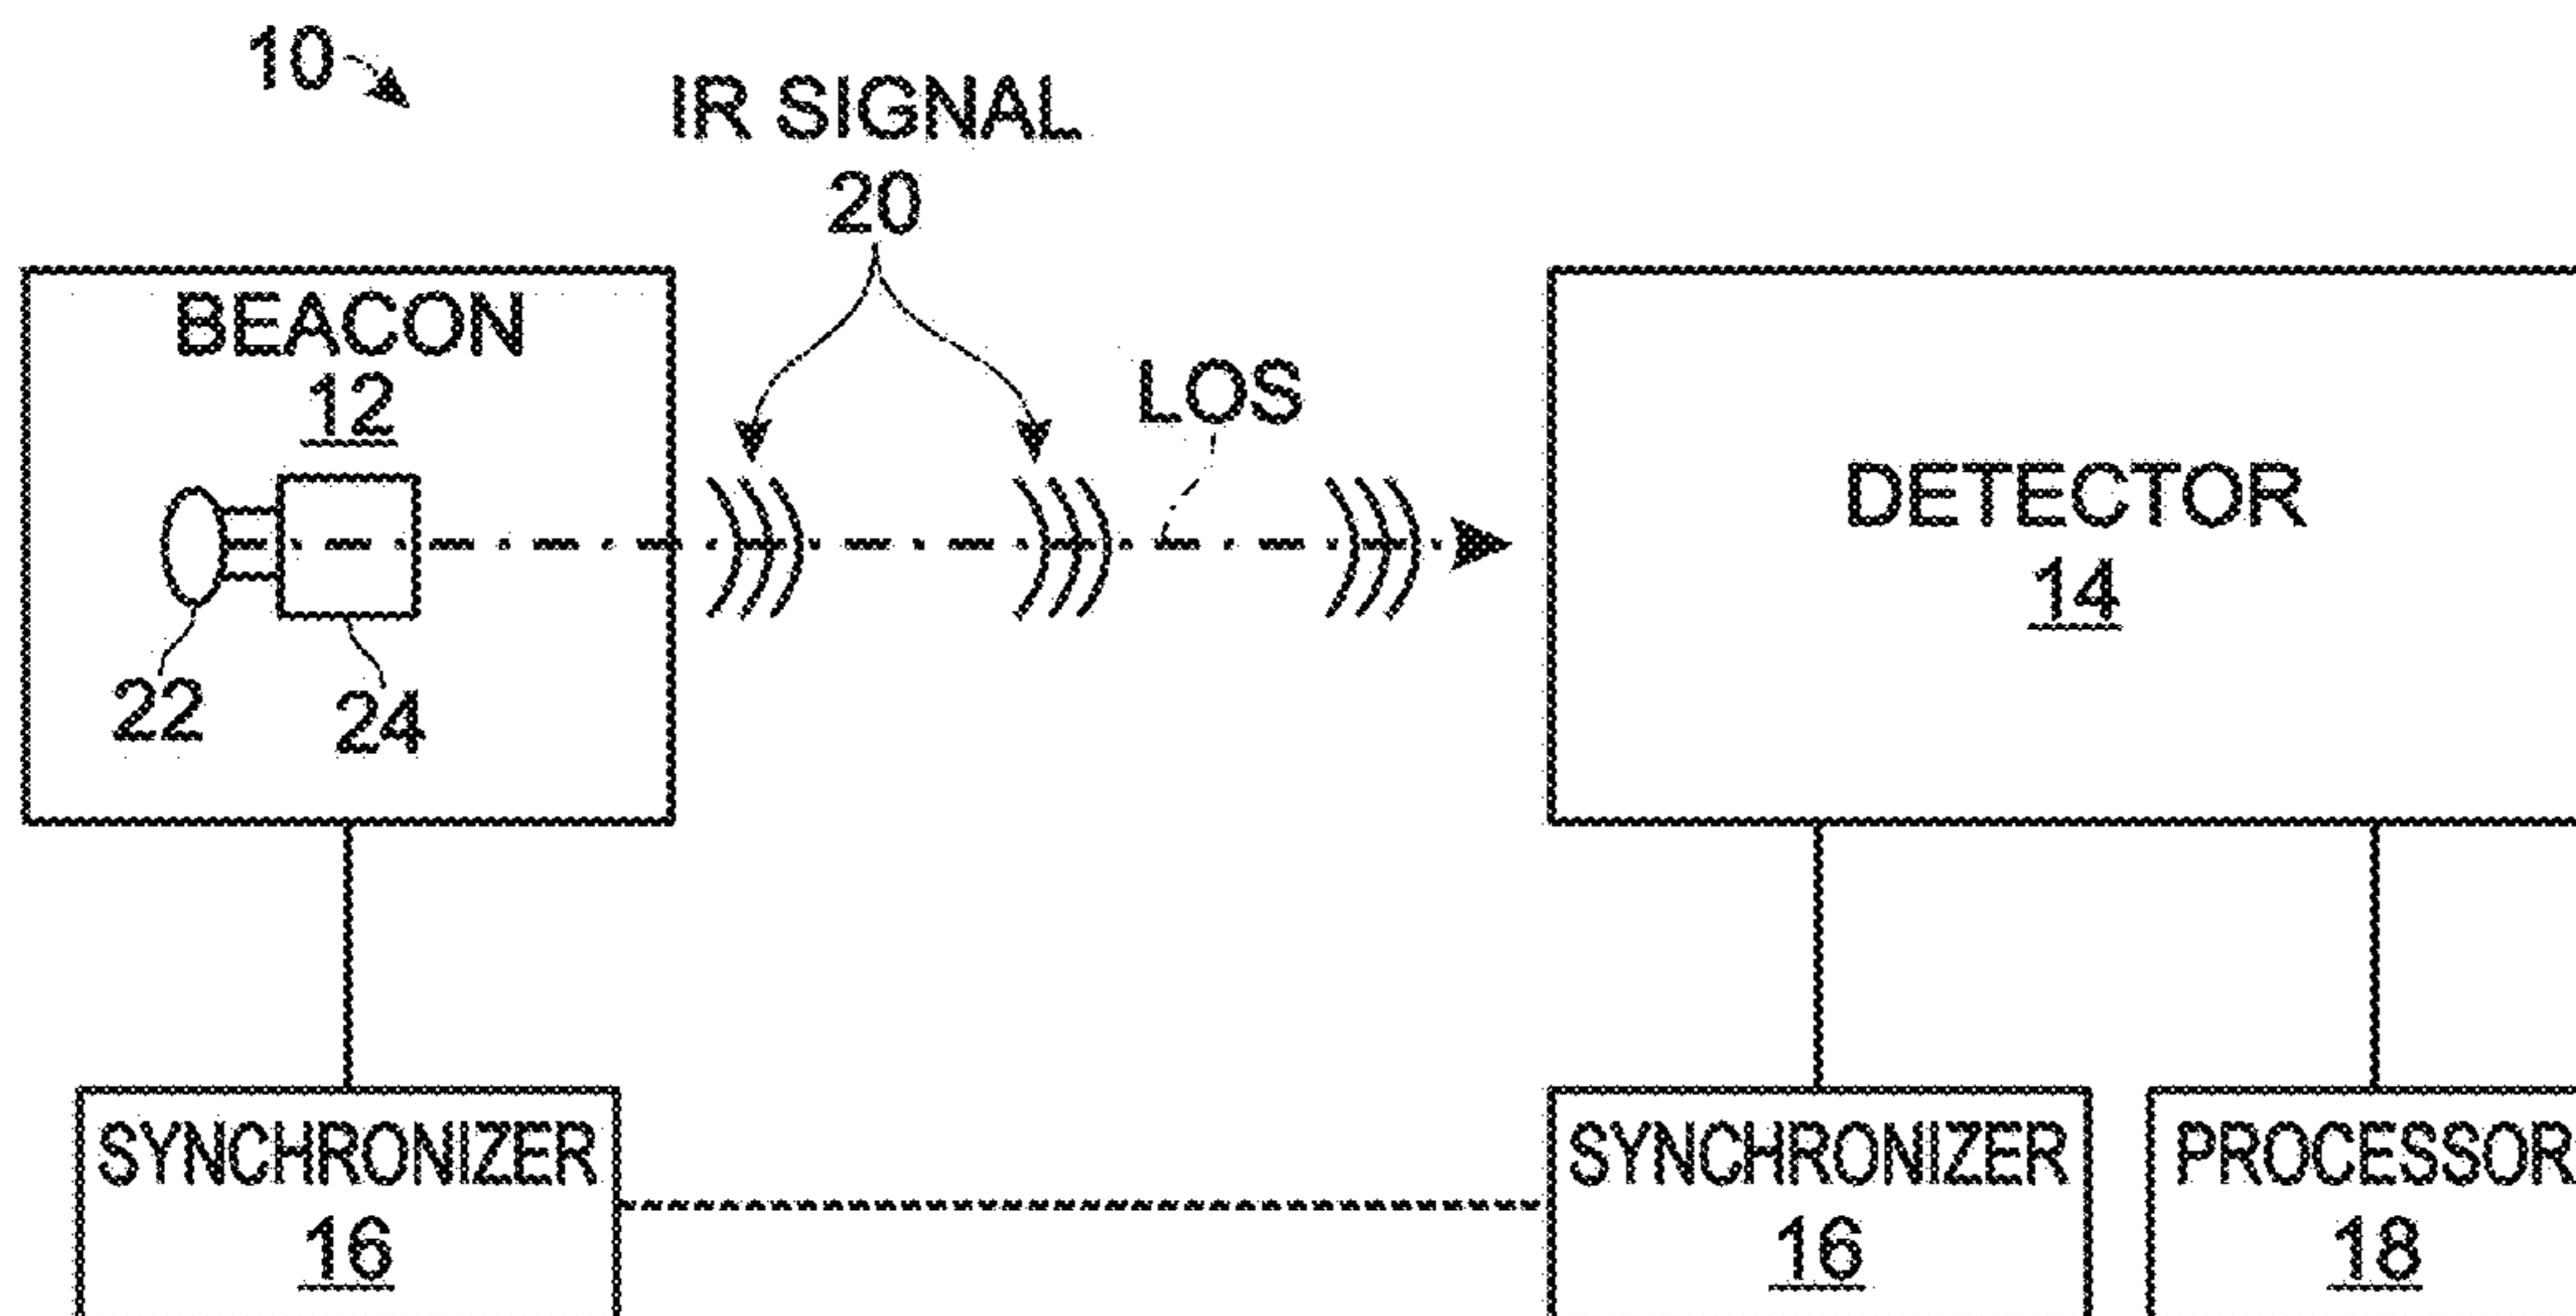 10
IR SIGNAL
20
BEACON
12
LOS
DETECTOR
14
22
24
SYNCHRONIZER
16
SYNCHRONIZER
16
PROCESSOR
18